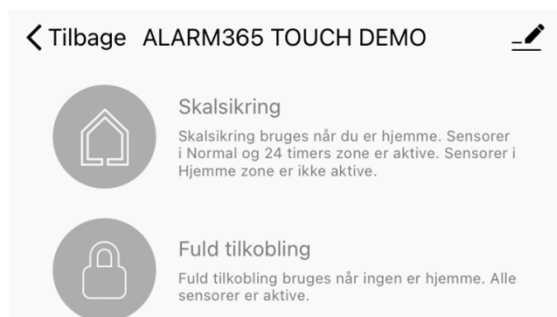 Tilbage ALARM365 TOUCH DEMO
Skalsikring
Skalsikring bruges når du er hjemme. Sensorer
i Normal og 24 timers zone er aktive. Sensorer i
Hjemme zone er ikke aktive.
Fuld tilkobling
Fuld tilkobling bruges når ingen er hjemme. Alle
sensorer er aktive.